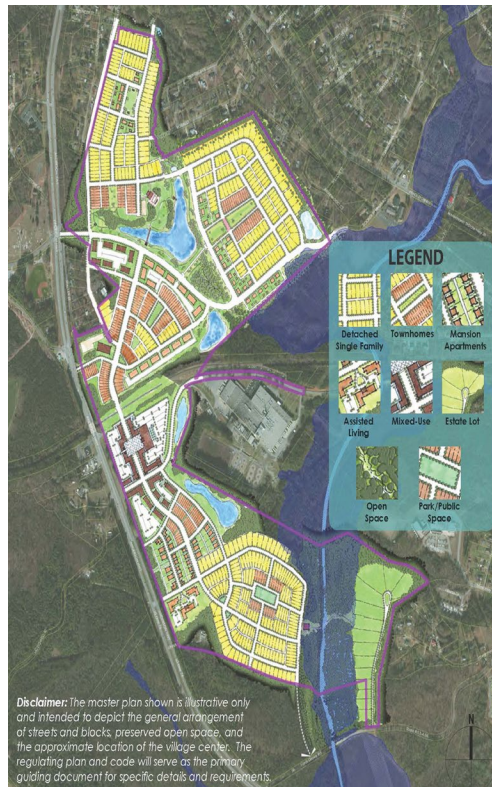 LEGEND
Detached
Single Family
Townhomes
Mansion
Apartments
Assisted
Living
Mixed-Use
Estate Lot
Open
Space
Park/Public
Space
N
Disclaimer: The master plan shown is illustrative only
and intended to depict the general arrangement
of streets and blocks, preserved open space, and
the approximate location of the village center. The
regulating plan and code will serve as the primary
guiding document for specific details and requirements.